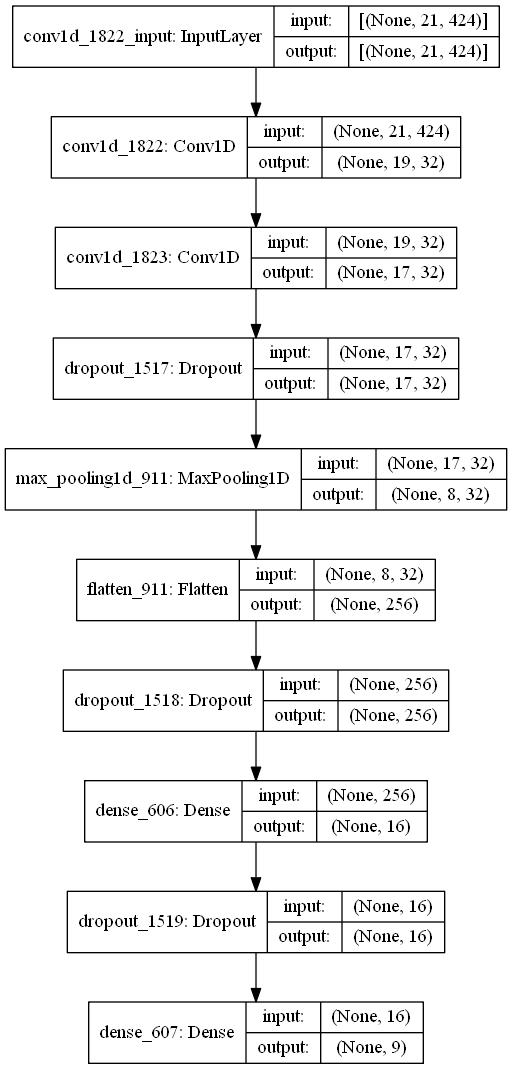 conv1d_1822_input: InputLayer
input:
[(None, 21, 424)]
output:
[(None, 21, 424)]
conv1d_1822: Conv1D
input:
(None, 21, 424)
output:
(None, 19, 32)
conv1d_1823: Conv1D
input:
(None, 19, 32)
output:
(None, 17, 32)
dropout_1517: Dropout
input:
(None, 17, 32)
output:
(None, 17, 32)
max_pooling1d_911: MaxPooling1D
input:
(None, 17, 32)
output:
(None, 8, 32)
flatten_911: Flatten
input:
(None, 8, 32)
output:
(None, 256)
dropout_1518: Dropout
input:
(None, 256)
output:
(None, 256)
dense_606: Dense
input:
(None, 256)
output:
(None, 16)
dropout_1519: Dropout
input:
(None, 16)
output:
(None, 16)
dense_607: Dense
input:
(None, 16)
output:
(None, 9)